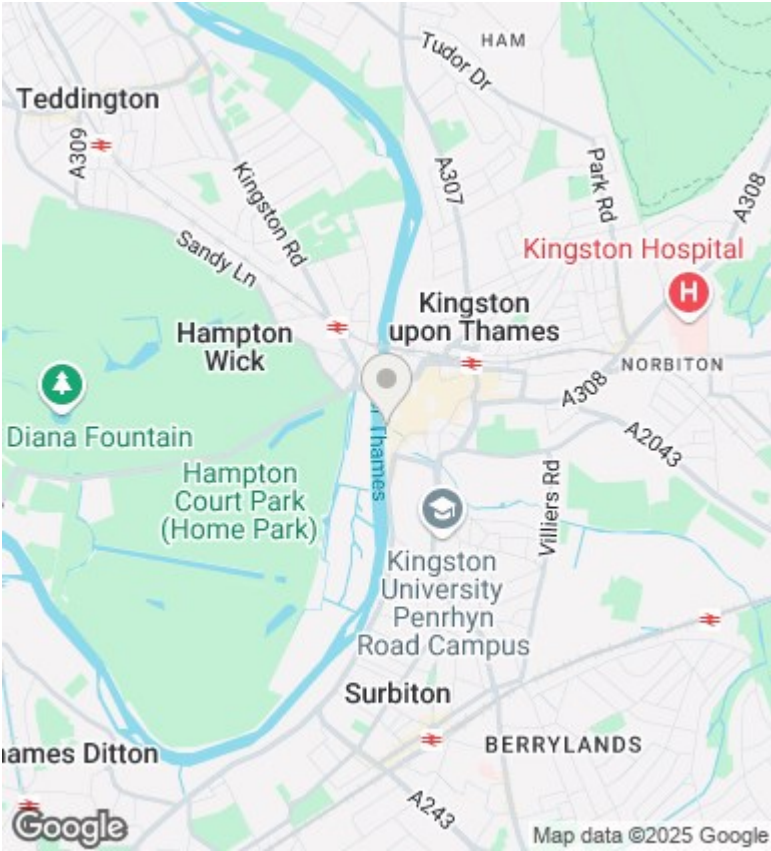 HAM
Tudor Dr
Teddington
A309
A307
Park Rd
A308
Kingston Rd
Sandy Ln
Kingston Hospital
H
Kingston
upon Thames
Hampton
Wick
NORBITON
A308
Diana Fountain
A2043
Thames
Hampton
Court Park
(Home Park)
Villiers Rd
Kingston
University
Penrhyn
Road Campus
Surbiton
ames Ditton
BERRYLANDS
A243
Google
Map data ©2025 Google